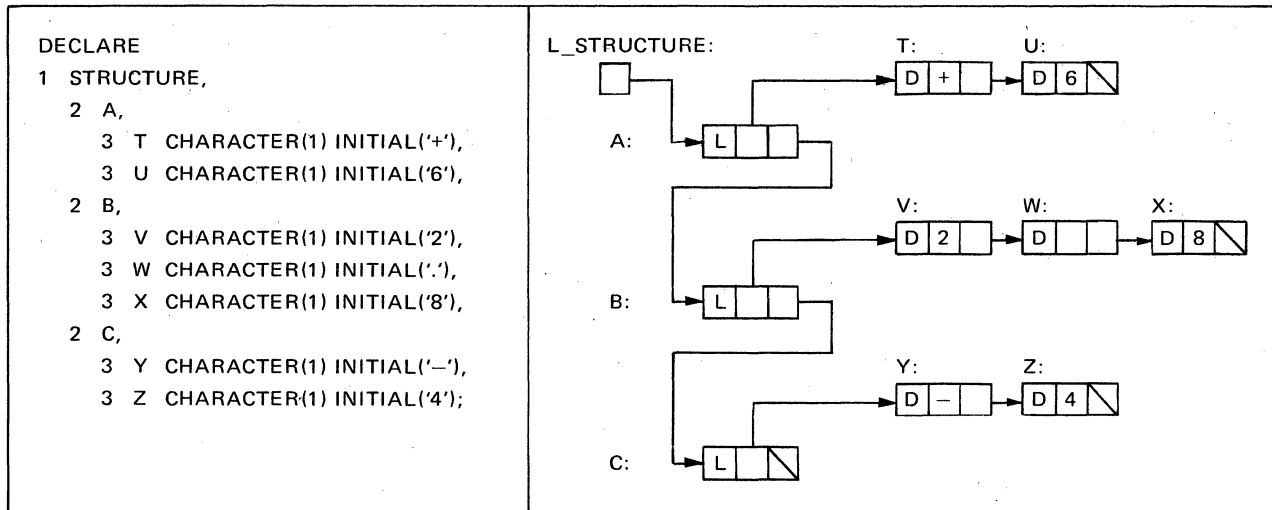 DECLARE
1 STRUCTURE,
2 A,
3 T CHARACTER(1) INITIAL('+'),
3 U CHARACTER(1) INITIAL('6'),
2 B,
3 V CHARACTER(1) INITIAL('2'),
3 W CHARACTER(1) INITIAL('.'),
3 X CHARACTER(1) INITIAL('8'),
2 C,
3 Y CHARACTER(1) INITIAL('—'),
3 Z CHARACTER(1) INITIAL('4');
L_STRUCTURE:
T: U:
D + D 6
A: L
V: W: X:
D 2 D D 8
B: L
Y: Z:
D — D 4
C: L